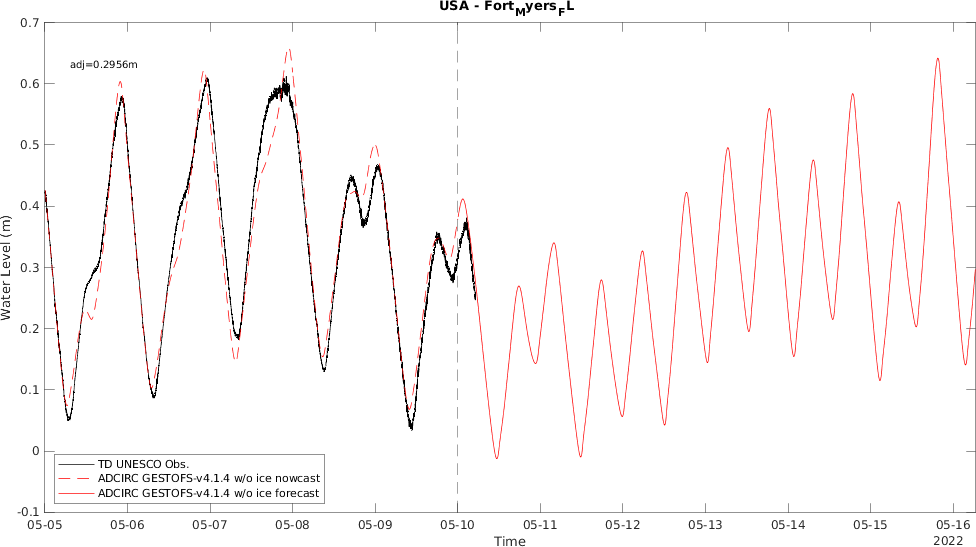 USA - Fort_Myers_FL
adj=0.2956m
0.7
0.6
0.5
0.4
0.3
0.2
0.1
0
-0.1
Water Level (m)
TD UNESCO Obs.
ADCIRC GESTOFS-v4.1.4 w/o ice nowcast
ADCIRC GESTOFS-v4.1.4 w/o ice forecast
05-05 05-06 05-07 05-08 05-09 05-10 05-11 05-12 05-13 05-14 05-15 05-16
Time
2022